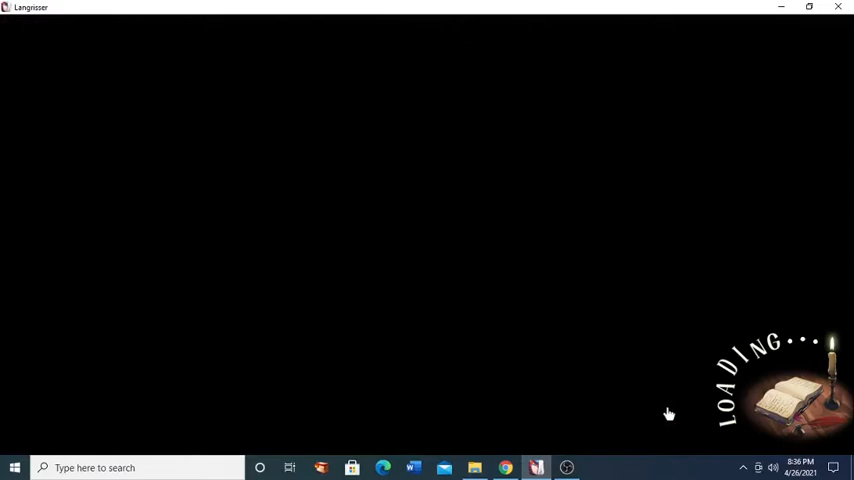 Langrisser
LOADING...
Type here to search
8:36 PM
4/26/2021